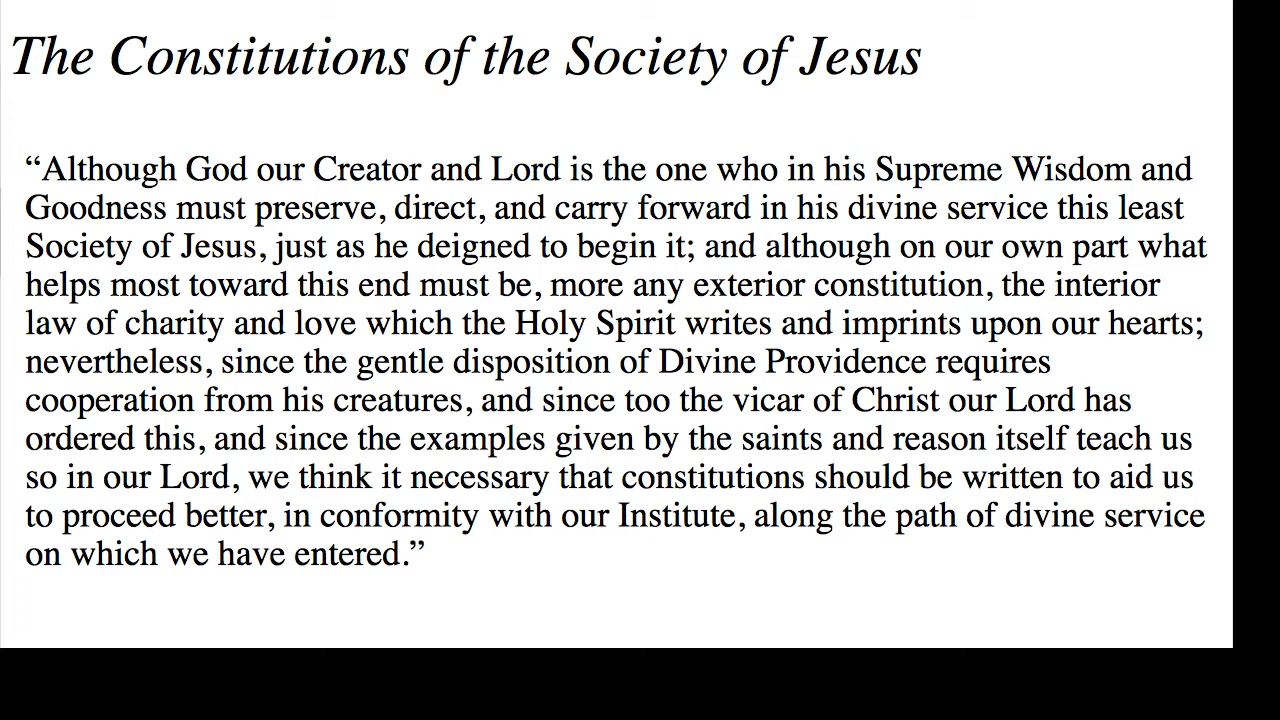 The Constitutions of the Society of Jesus
“Although God our Creator and Lord is the one who in his Supreme Wisdom and
Goodness must preserve, direct, and carry forward in his divine service this least
Society of Jesus, just as he deigned to begin it; and although on our own part what
helps most toward this end must be, more any exterior constitution, the interior
law of charity and love which the Holy Spirit writes and imprints upon our hearts;
nevertheless, since the gentle disposition of Divine Providence requires
cooperation from his creatures, and since too the vicar of Christ our Lord has
ordered this, and since the examples given by the saints and reason itself teach us
so in our Lord, we think it necessary that constitutions should be written to aid us
to proceed better, in conformity with our Institute, along the path of divine service
on which we have entered.”